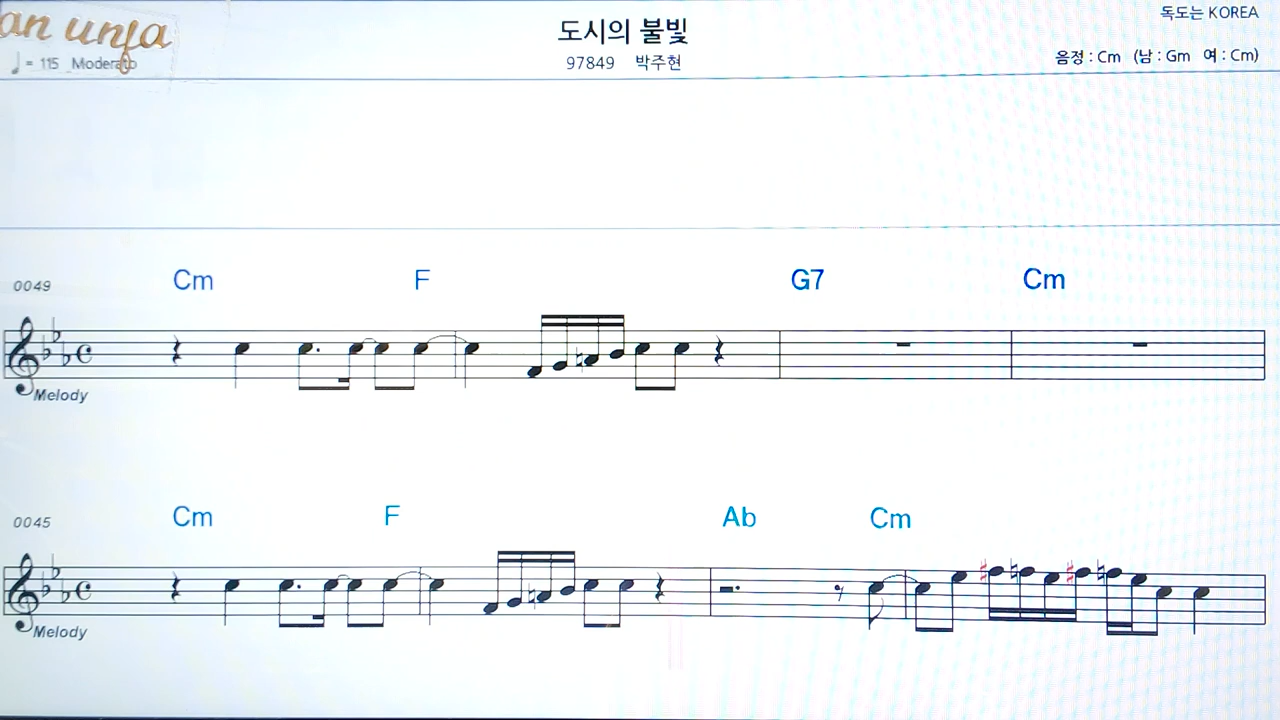 an unja
♩ = 115 Moderato
도시의 불빛
97849 박주현
독도는 KOREA
음정 : Cm (남 : Gm 여 : Cm)
0049
Cm F G7 Cm
Melody
0045
Cm F Ab Cm
Melody